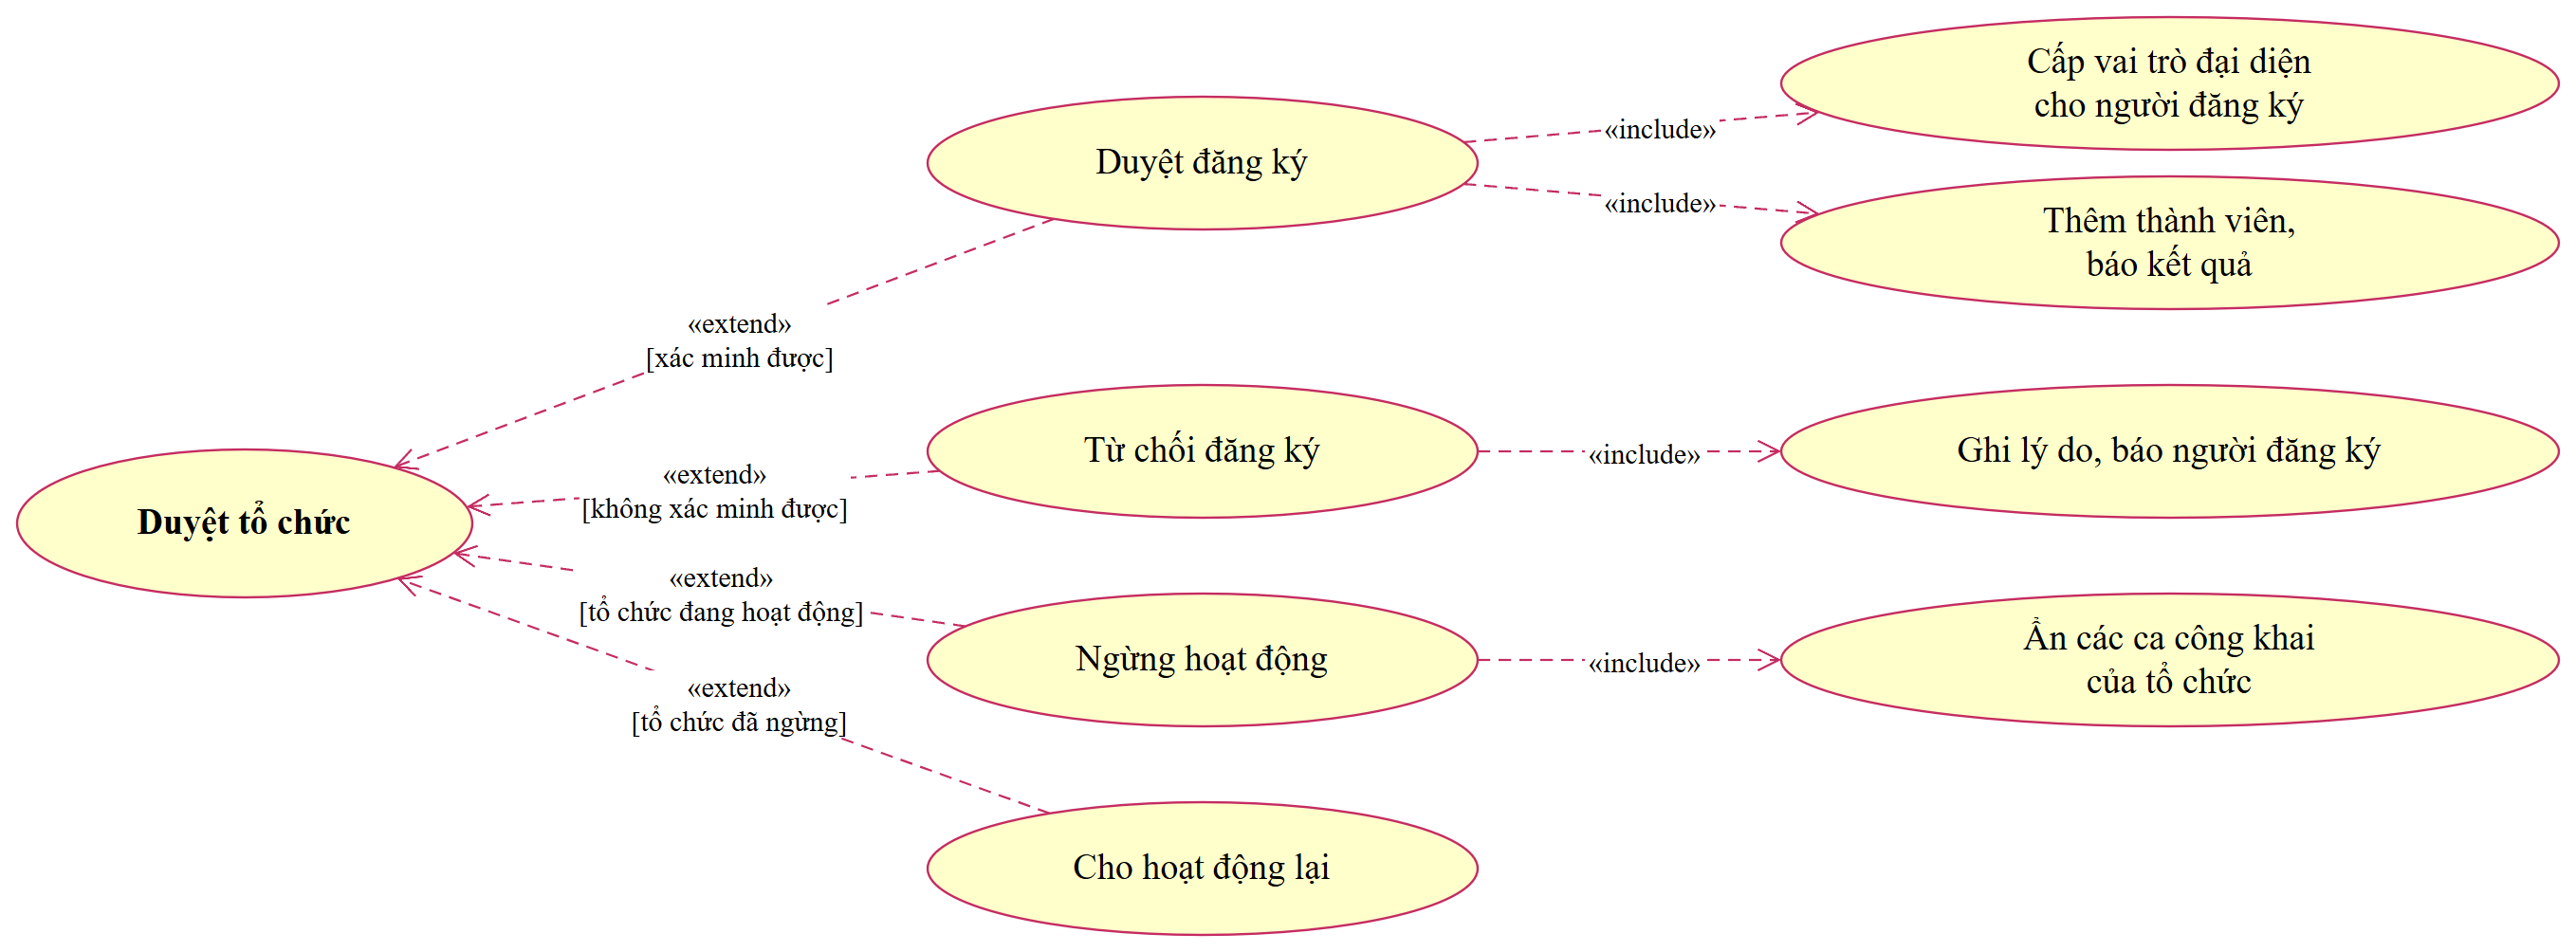 Cấp vai trò đại diện
cho người đăng ký
Duyệt đăng ký
«include»
«include»
Thêm thành viên,
báo kết quả
«extend»
[xác minh được]
Từ chối đăng ký
«include»
Ghi lý do, báo người đăng ký
«extend»
[không xác minh được]
Duyệt tổ chức
«extend»
[tổ chức đang hoạt động]
Ngừng hoạt động
«include»
Ẩn các ca công khai
của tổ chức
«extend»
[tổ chức đã ngừng]
Cho hoạt động lại